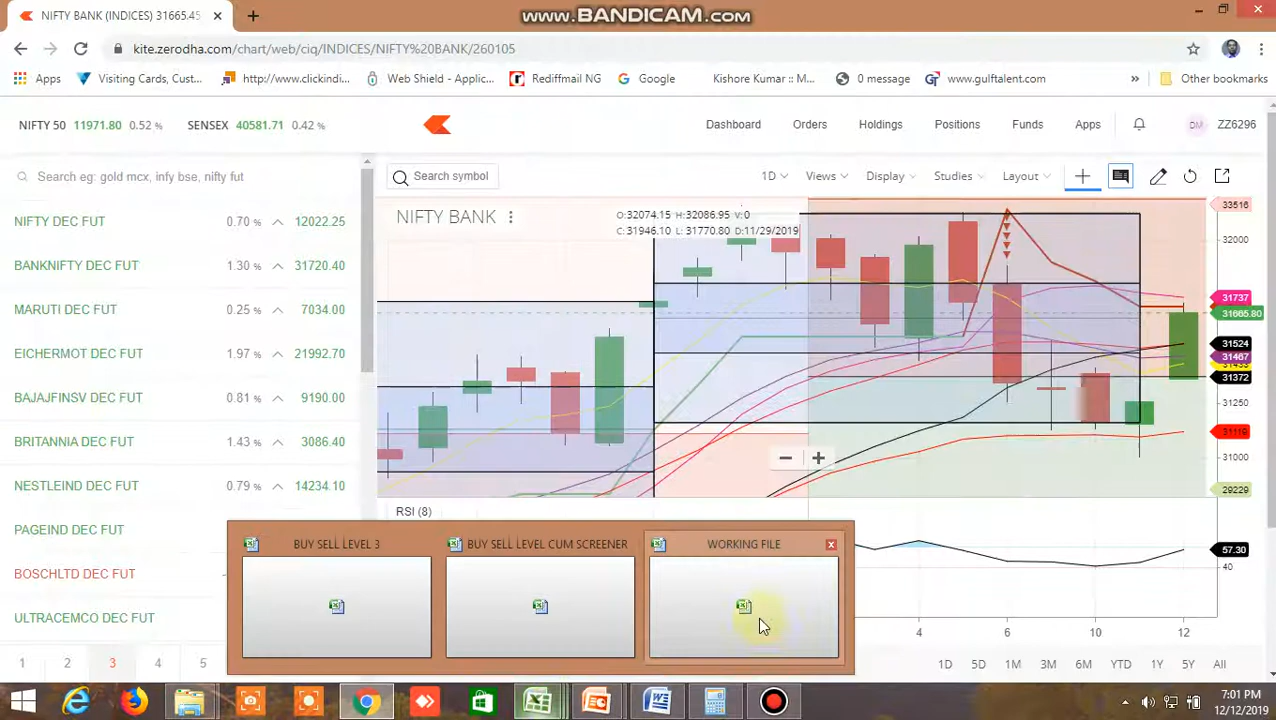 www.BANDICAM.com
NIFTY BANK (INDICES) 31665.45
kite.zerodha.com/chart/web/ciq/INDICES/NIFTY%20BANK/260105
Apps Visiting Cards, Cust... http://www.clickindi... Web Shield - Applic... Rediffmail NG Google Kishore Kumar :: M... 0 message www.gulftalent.com » Other bookmarks
NIFTY 50 11971.80 0.52 % SENSEX 40581.71 0.42 %
Dashboard Orders Holdings Positions Funds Apps DM ZZ6296
Search eg: gold mcx, infy bse, nifty fut
Search symbol 1D Views Display Studies Layout
NIFTY DEC FUT 0.70 % 12022.25
BANKNIFTY DEC FUT 1.30 % 31720.40
MARUTI DEC FUT 0.25 % 7034.00
EICHERMOT DEC FUT 1.97 % 21992.70
BAJAJFINSV DEC FUT 0.81 % 9190.00
BRITANNIA DEC FUT 1.43 % 3086.40
NESTLEIND DEC FUT 0.79 % 14234.10
PAGEIND DEC FUT
BOSCHLTD DEC FUT
ULTRACEMCO DEC FUT
1 2 3 4 5
NIFTY BANK
O:32074.15 H:32086.95 V:0
C:31946.10 L:31770.80 D:11/29/2019
33516
32000
31737
31665.80
31524
31467
31372
31250
31119
31000
29229
RSI (8)
57.30
40
4 6 10 12
1D 5D 1M 3M 6M YTD 1Y 5Y All
BUY SELL LEVEL 3
BUY SELL LEVEL CUM SCREENER
WORKING FILE
7:01 PM
12/12/2019